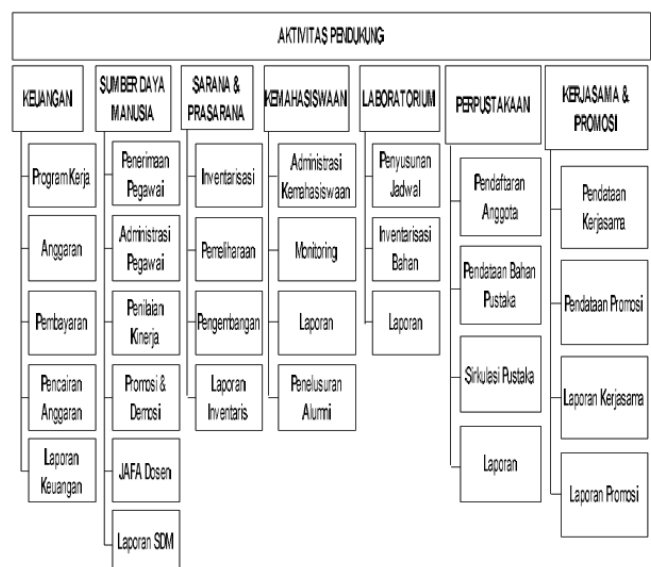 AKTIVITAS PENDUKUNG
KEUANGAN
Program Kerja
Anggaran
Pembayaran
Pencairan
Anggaran
Laporan
Keuangan
SUMBER DAYA
MANUSIA
Penerimaan
Pegawai
Administrasi
Pegawai
Penilaian
Kinerja
Promosi &
Demosi
JAFA Dosen
Laporan SDM
SARANA &
PRASARANA
Inventarisasi
Pemeliharaan
Pengembangan
Laporan
Inventaris
KEMAHASISWAAN
Administrasi
Kemahasiswaan
Monitoring
Laporan
Penelusuran
Alumni
LABORATORIUM
Penyusunan
Jadwal
Inventarisasi
Bahan
Laporan
PERPUSTAKAAN
Pendaftaran
Anggota
Pendataan Bahan
Pustaka
Sirkulasi Pustaka
Laporan
KERJASAMA &
PROMOSI
Pendataan
Kerjasama
Pendataan Promosi
Laporan Kerjasama
Laporan Promosi